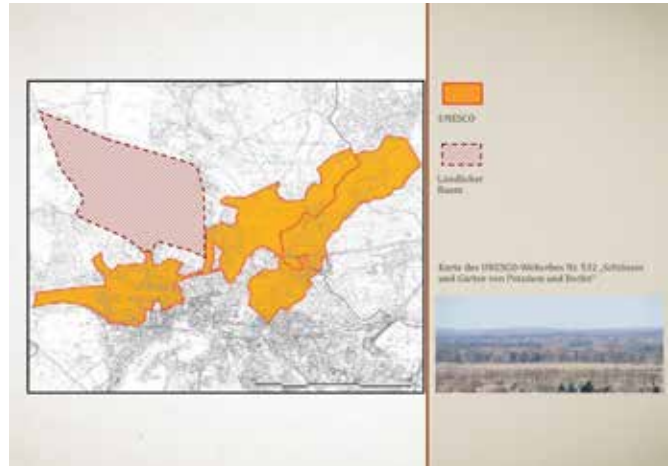 UNESCO
Ländlicher
Raum
Karte des UNESCO-Welterbes Nr. 532 „Schlösser
und Gärten von Potsdam und Berlin“